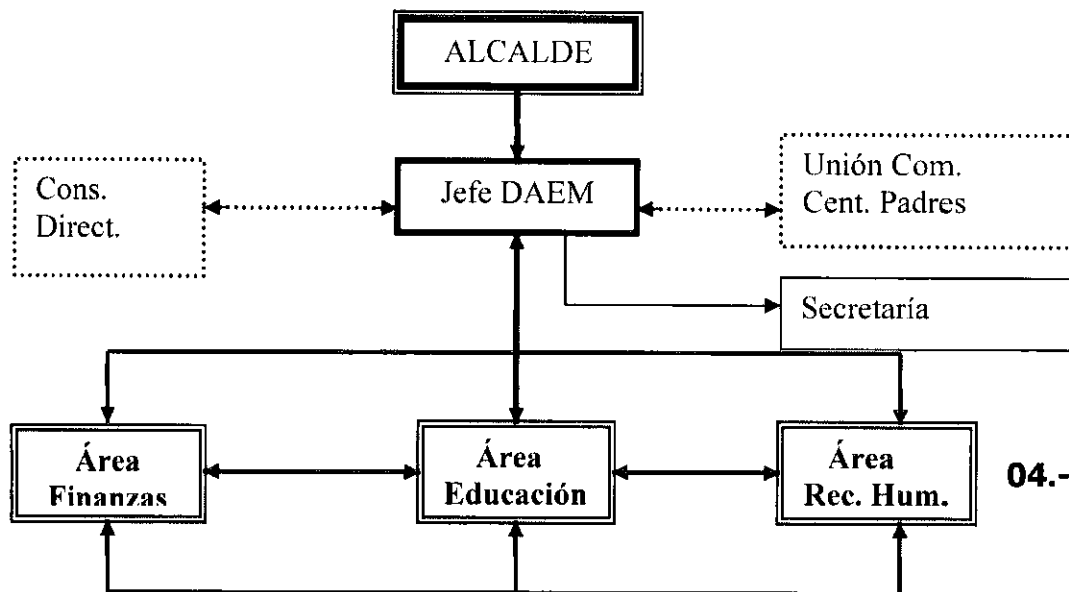 ALCALDE
Cons.
Direct.
Jefe DAEM
Unión Com.
Cent. Padres
Secretaría
Área
Finanzas
Área
Educación
Área
Rec. Hum.
04.-